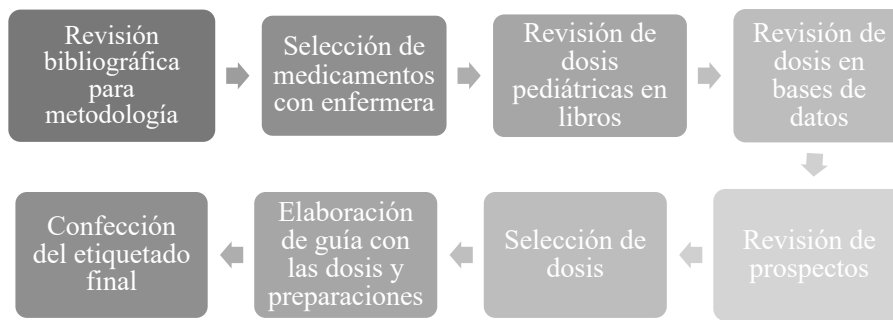 Revisión
bibliográfica
para
metodología
Selección de
medicamentos
con enfermera
Revisión de
dosis
pediátricas en
libros
Revisión de
dosis en
bases de
datos
Revisión de
prospectos
Selección de
dosis
Elaboración
de guía con
las dosis y
preparaciones
Confección
del etiquetado
final